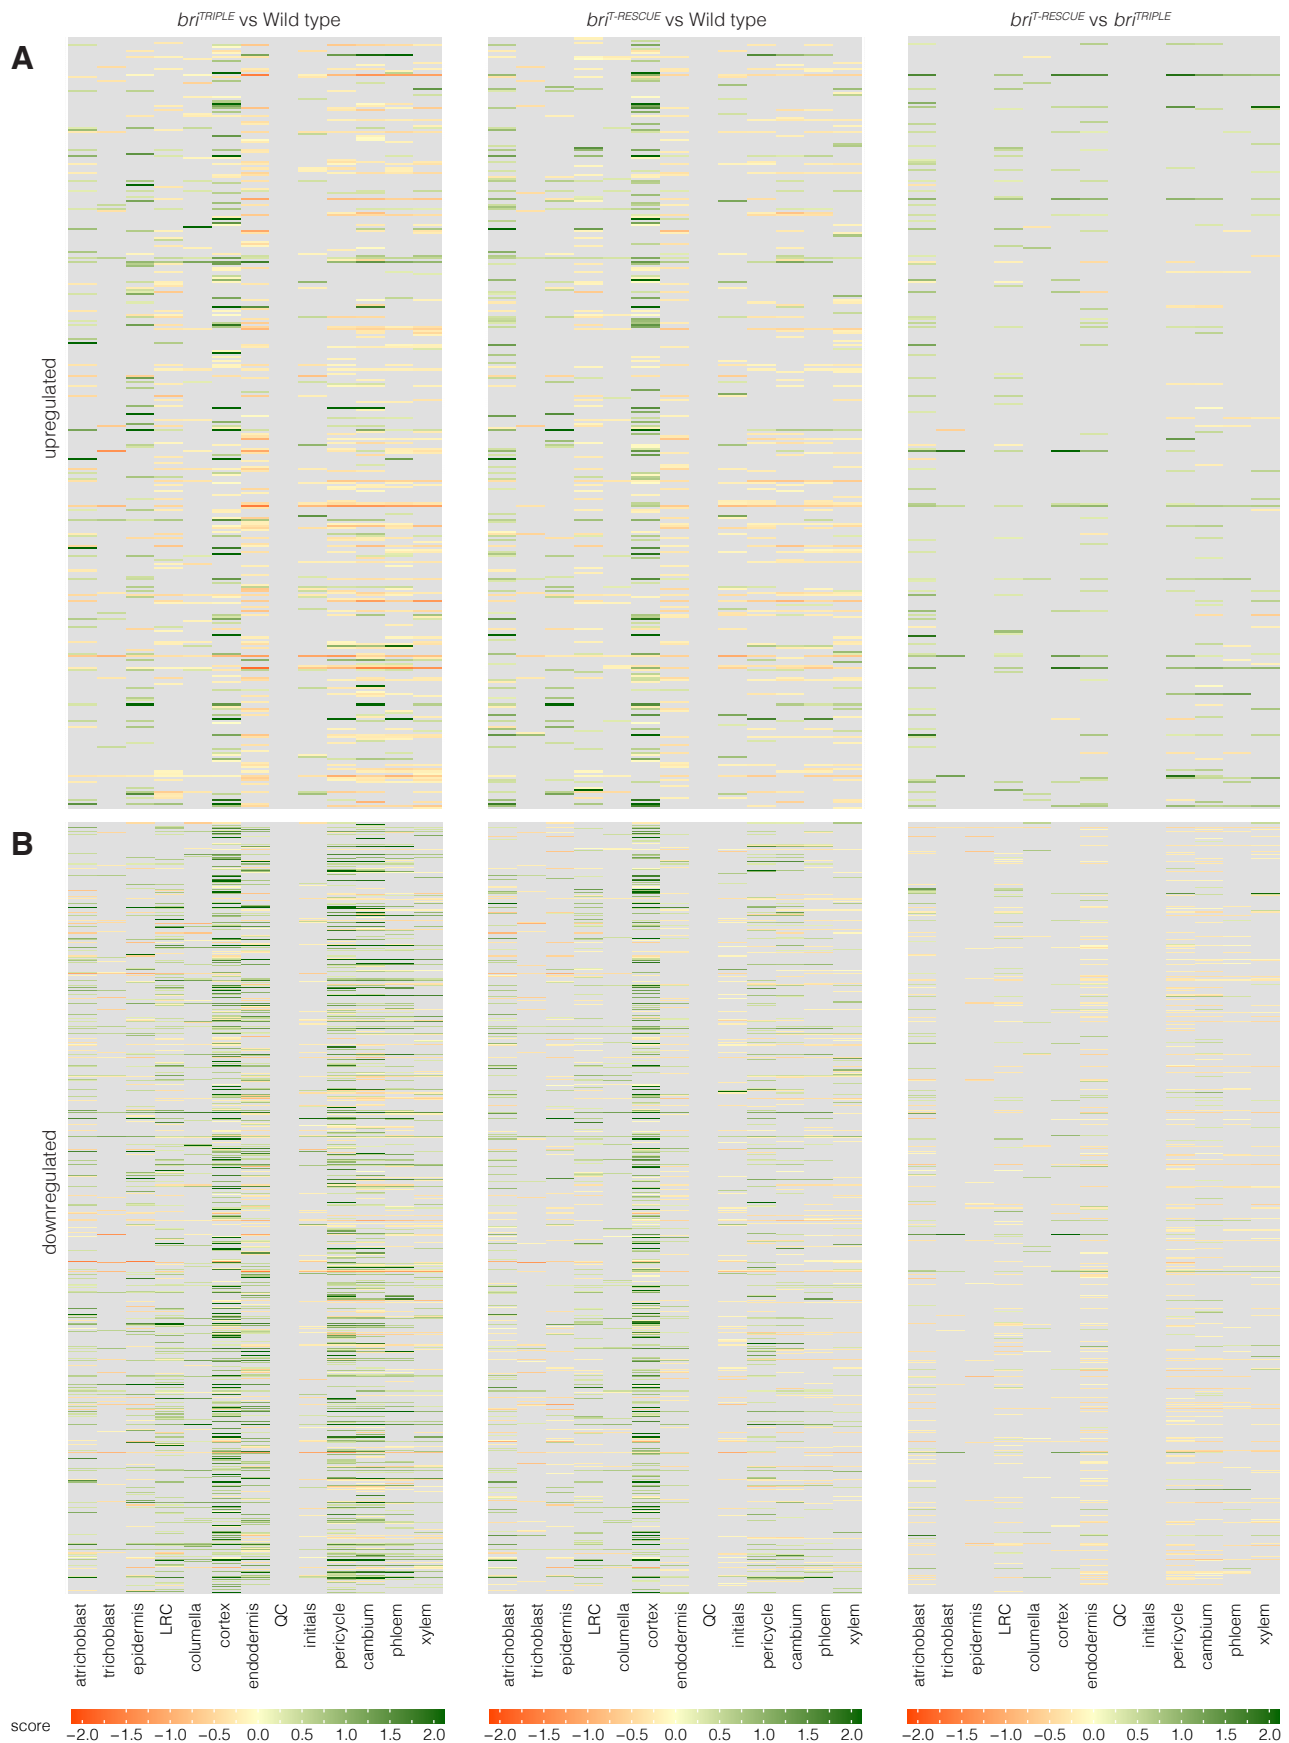 bri^TRIPLE vs Wild type
bri^T-RESCUE vs Wild type
bri^T-RESCUE vs bri^TRIPLE
A
upregulated
B
downregulated
atrichoblast trichoblast epidermis LRC columella cortex endodermis QC initials pericycle cambium phloem xylem
atrichoblast trichoblast epidermis LRC columella cortex endodermis QC initials pericycle cambium phloem xylem
atrichoblast trichoblast epidermis LRC columella cortex endodermis QC initials pericycle cambium phloem xylem
score
−2.0 −1.5 −1.0 −0.5 0.0 0.5 1.0 1.5 2.0
−2.0 −1.5 −1.0 −0.5 0.0 0.5 1.0 1.5 2.0
−2.0 −1.5 −1.0 −0.5 0.0 0.5 1.0 1.5 2.0